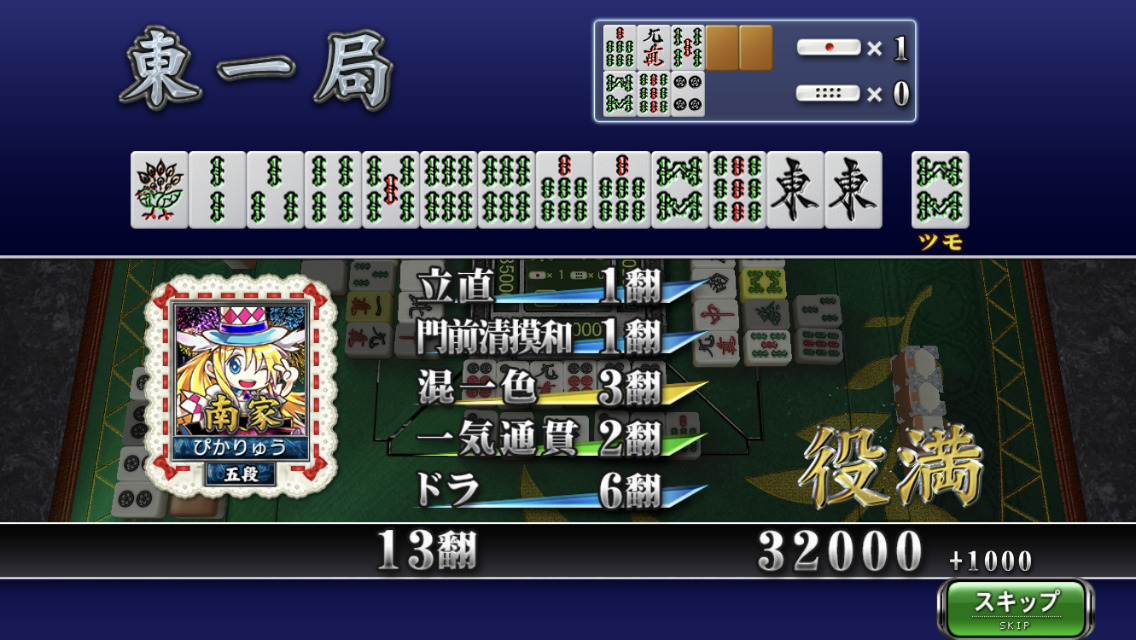 東一局
×1
×0
東 東
ツモ
立直 1翻
門前清摸和 1翻
混一色 3翻
一気通貫 2翻
ドラ 6翻
南家
ぴかりゅう
五段
役満
13翻
32000 +1000
スキップ
SKIP